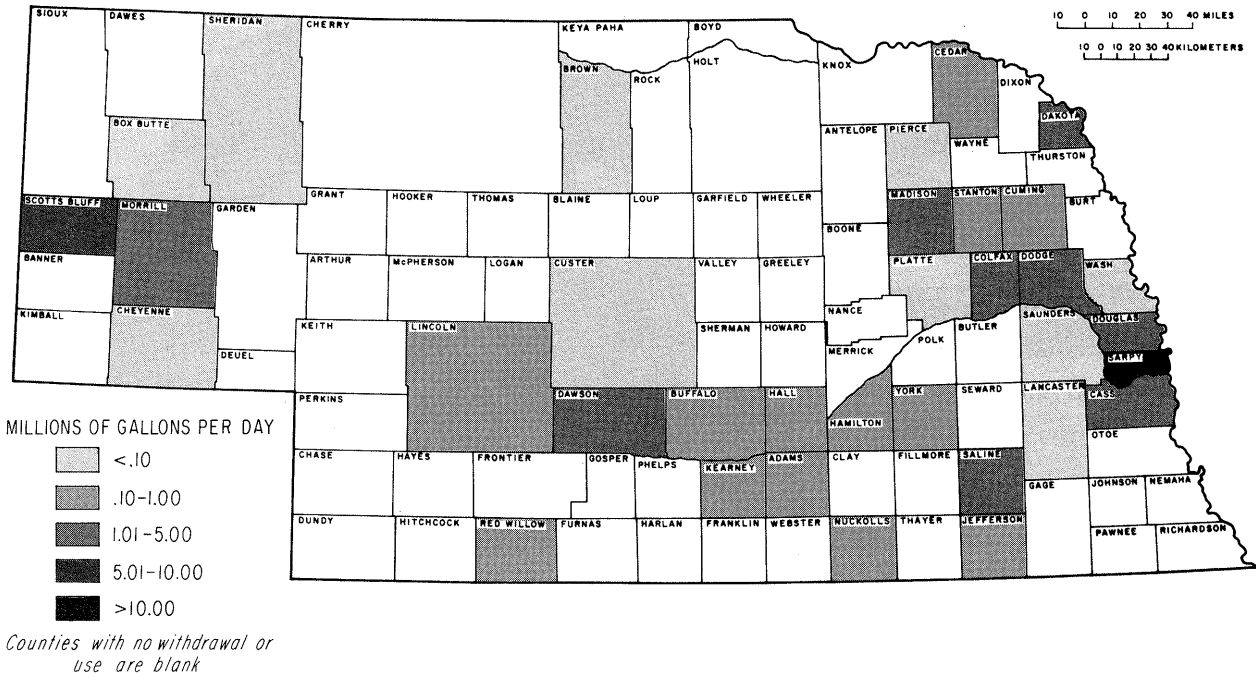 SIOUX
DAWES
SHERIDAN
CHERRY
KEYA PAHA
BOYD
10 0 10 20 30 40 MILES
10 0 10 20 30 40 KILOMETERS
BROWN
ROCK
HOLT
KNOX
CEDAR
DIXON
DAKOTA
BOX BUTTE
ANTELOPE
PIERCE
WAYNE
THURSTON
SCOTTS BLUFF
MORRILL
GARDEN
GRANT
HOOKER
THOMAS
BLAINE
LOUP
GARFIELD
WHEELER
MADISON
STANTON
CUMING
BURT
BOONE
BANNER
ARTHUR
McPHERSON
LOGAN
CUSTER
VALLEY
GREELEY
PLATTE
COLFAX
DODGE
WASH
KIMBALL
CHEYENNE
DEUEL
KEITH
LINCOLN
SHERMAN
HOWARD
NANCE
MERRICK
POLK
BUTLER
SAUNDERS
DOUGLAS
SARPY
PERKINS
DAWSON
BUFFALO
HALL
HAMILTON
YORK
SEWARD
LANCASTER
CASS
OTOE
CHASE
HAYES
FRONTIER
GOSPER
PHELPS
KEARNEY
ADAMS
CLAY
FILLMORE
SALINE
GAGE
JOHNSON
NEMAHA
DUNDY
HITCHCOCK
RED WILLOW
FURNAS
HARLAN
FRANKLIN
WEBSTER
NUCKOLLS
THAYER
JEFFERSON
PAWNEE
RICHARDSON
MILLIONS OF GALLONS PER DAY
<.10
.10-1.00
1.01-5.00
5.01-10.00
>10.00
Counties with no withdrawal or
use are blank